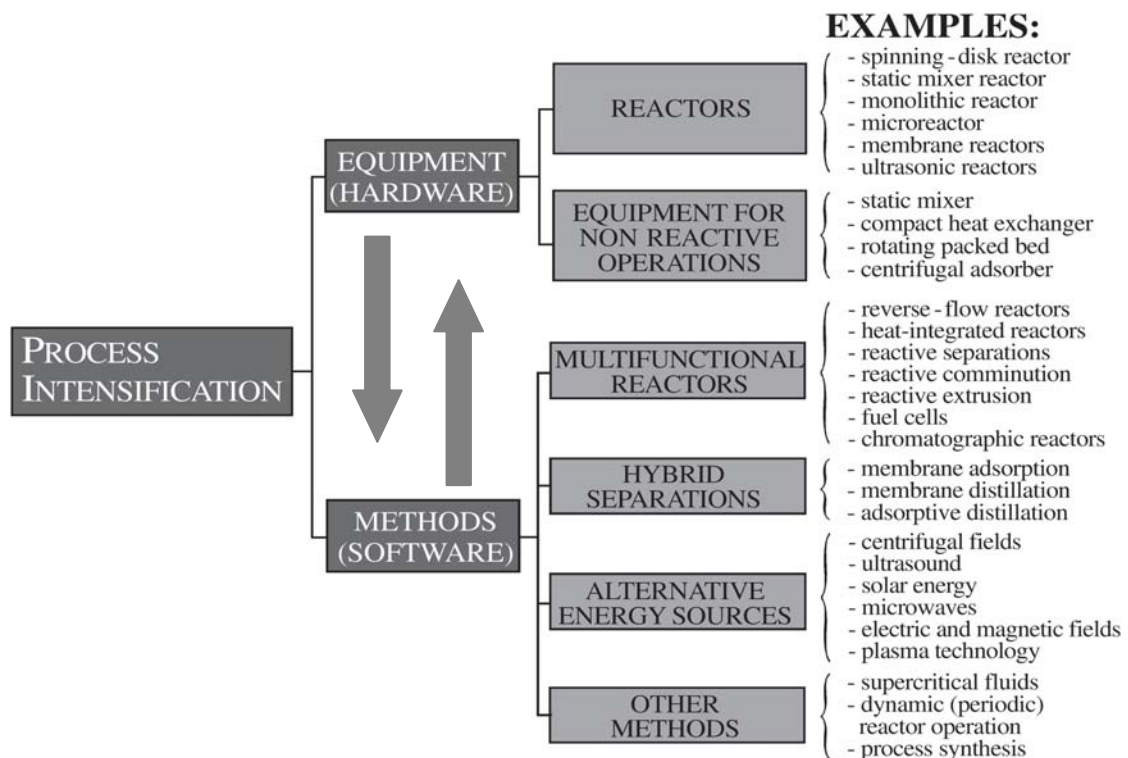 EXAMPLES:
PROCESS
INTENSIFICATION
EQUIPMENT
(HARDWARE)
REACTORS
- spinning-disk reactor
- static mixer reactor
- monolithic reactor
- microreactor
- membrane reactors
- ultrasonic reactors
EQUIPMENT FOR
NON REACTIVE
OPERATIONS
- static mixer
- compact heat exchanger
- rotating packed bed
- centrifugal adsorber
METHODS
(SOFTWARE)
MULTIFUNCTIONAL
REACTORS
- reverse-flow reactors
- heat-integrated reactors
- reactive separations
- reactive comminution
- reactive extrusion
- fuel cells
- chromatographic reactors
HYBRID
SEPARATIONS
- membrane adsorption
- membrane distillation
- adsorptive distillation
ALTERNATIVE
ENERGY SOURCES
- centrifugal fields
- ultrasound
- solar energy
- microwaves
- electric and magnetic fields
- plasma technology
OTHER
METHODS
- supercritical fluids
- dynamic (periodic)
reactor operation
- process synthesis